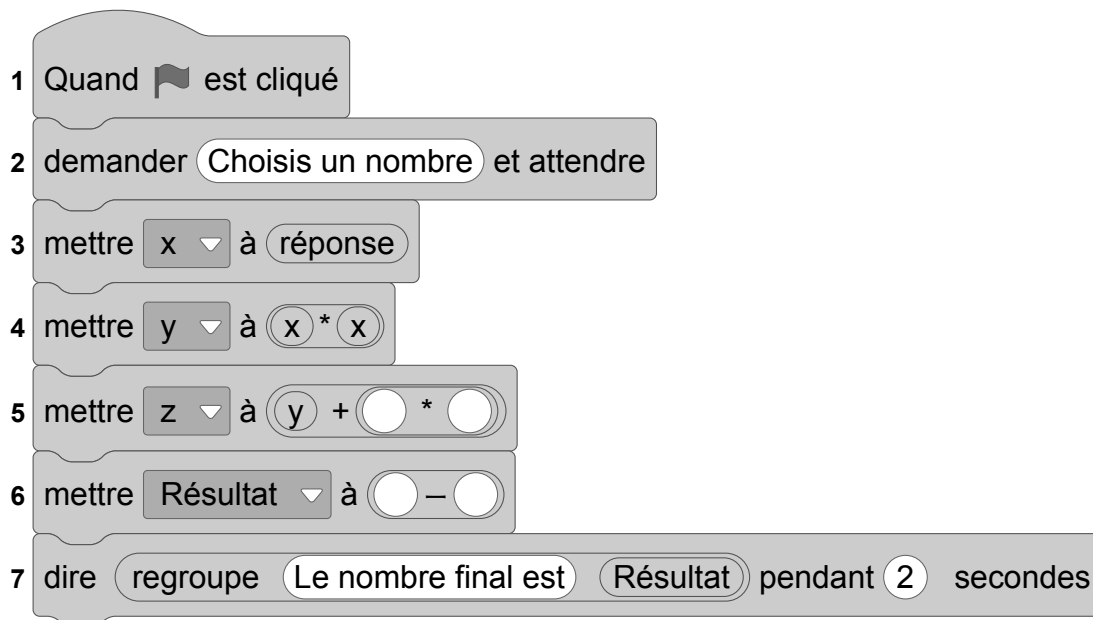 1 Quand est cliqué
2 demander Choisis un nombre et attendre
3 mettre x à réponse
4 mettre y à x * x
5 mettre z à y + *
6 mettre Résultat à –
7 dire regroupe Le nombre final est Résultat pendant 2 secondes